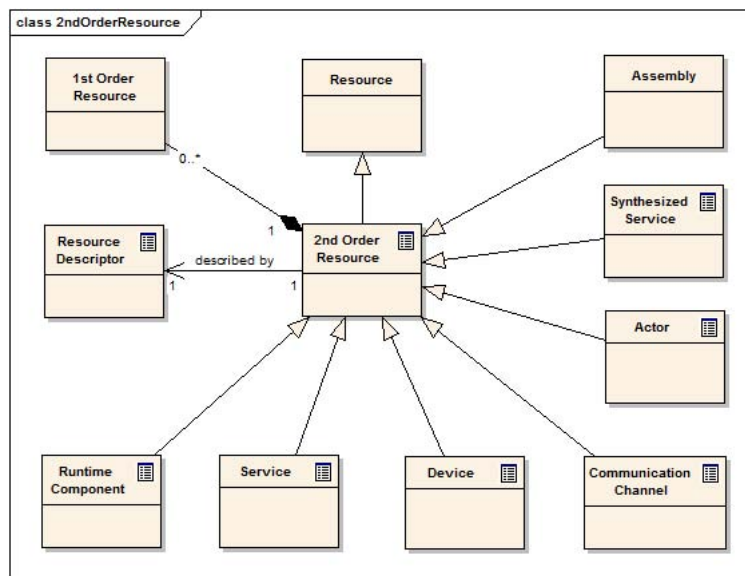 class 2ndOrderResource
1st Order
Resource
Resource
Assembly
0..*
1
Synthesized
Service
Resource
Descriptor
described by
1
1
2nd Order
Resource
Actor
Runtime
Component
Service
Device
Communication
Channel